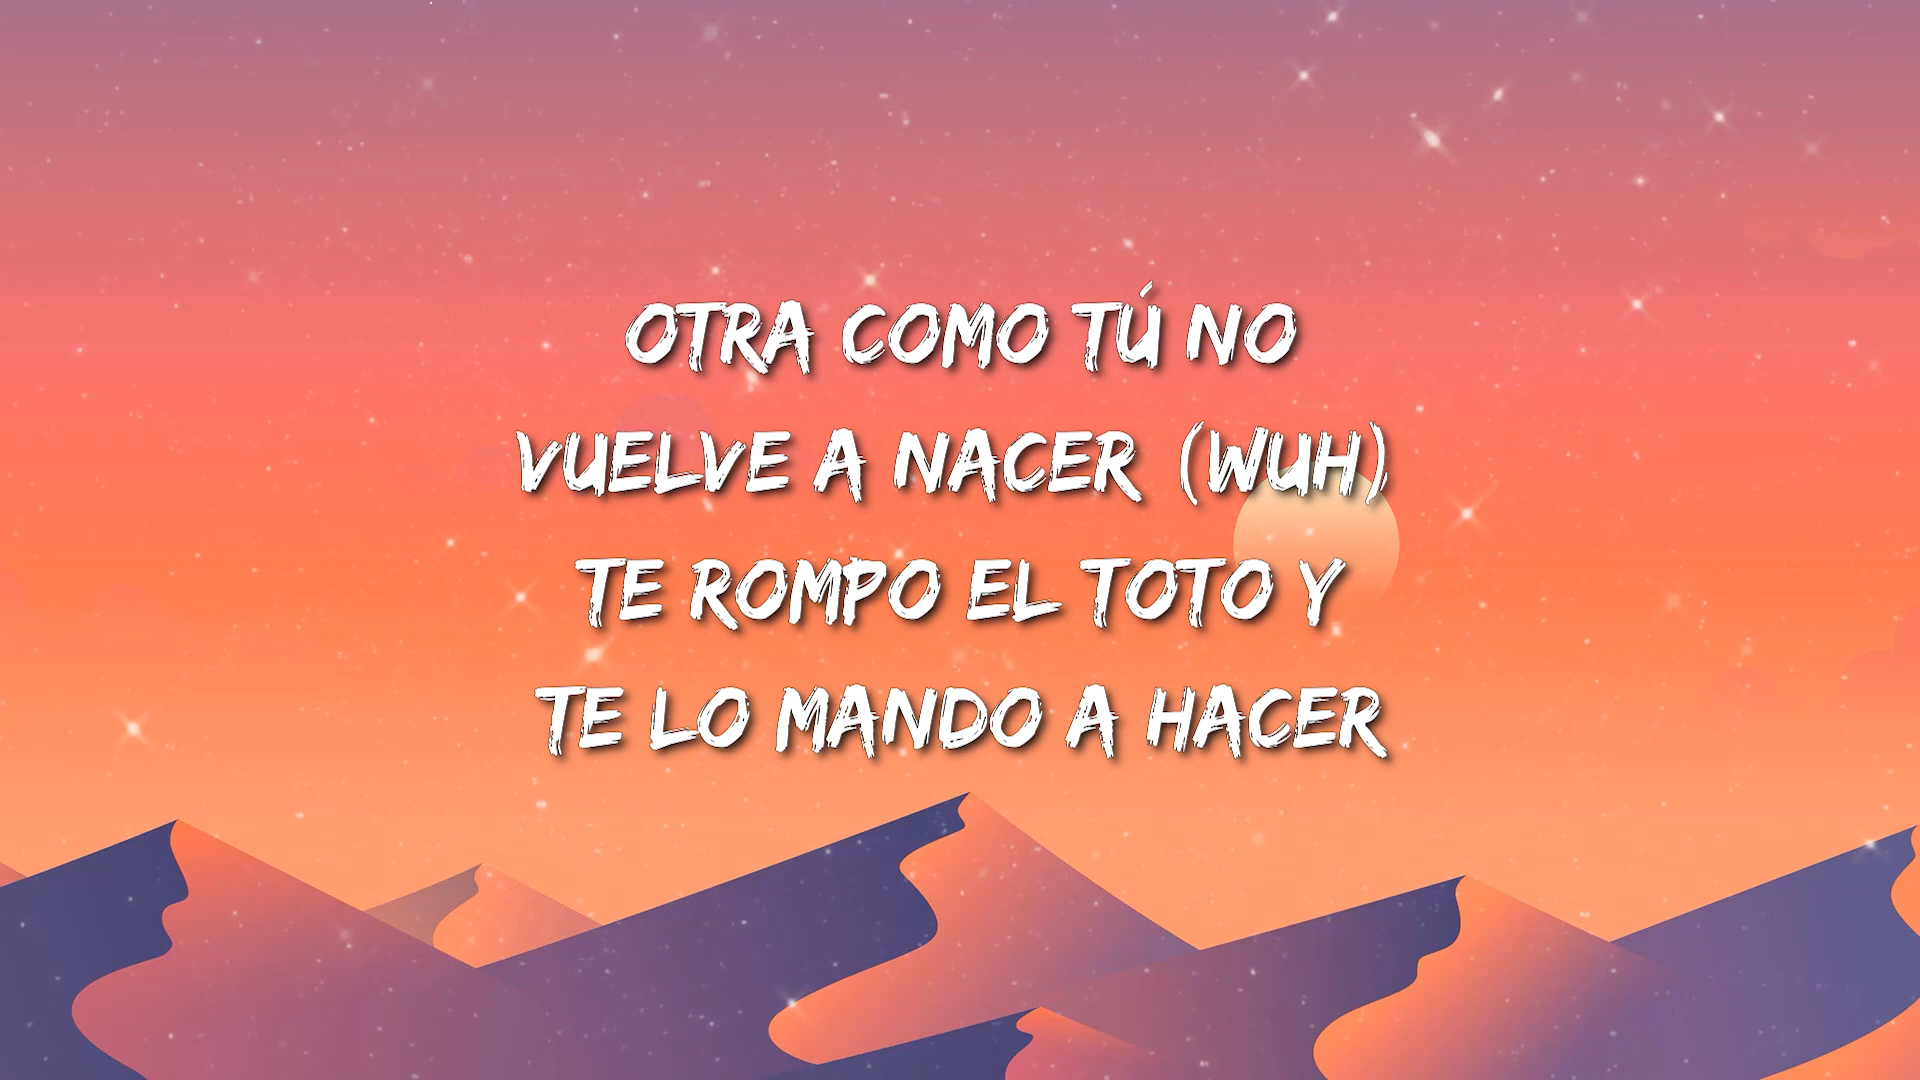 OTRA COMO TÚ NO
VUELVE A NACER (WUH)
TE ROMPO EL TOTO Y
TE LO MANDO A HACER